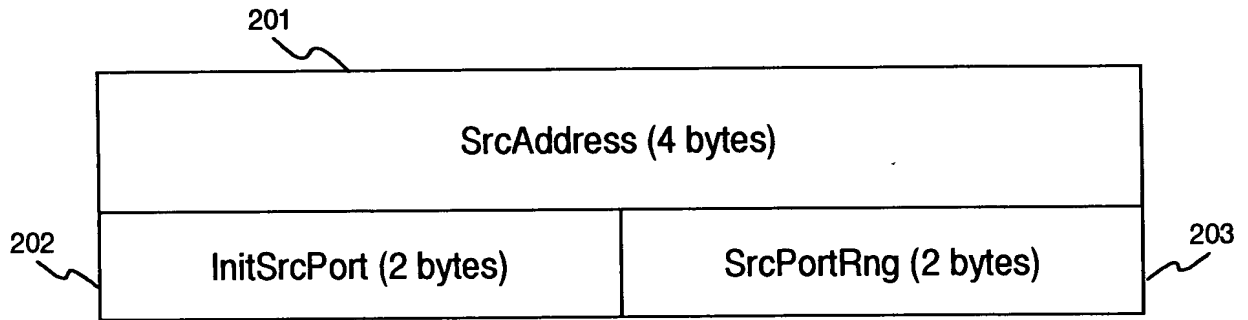 201
SrcAddress (4 bytes)
202
InitSrcPort (2 bytes)
SrcPortRng (2 bytes)
203